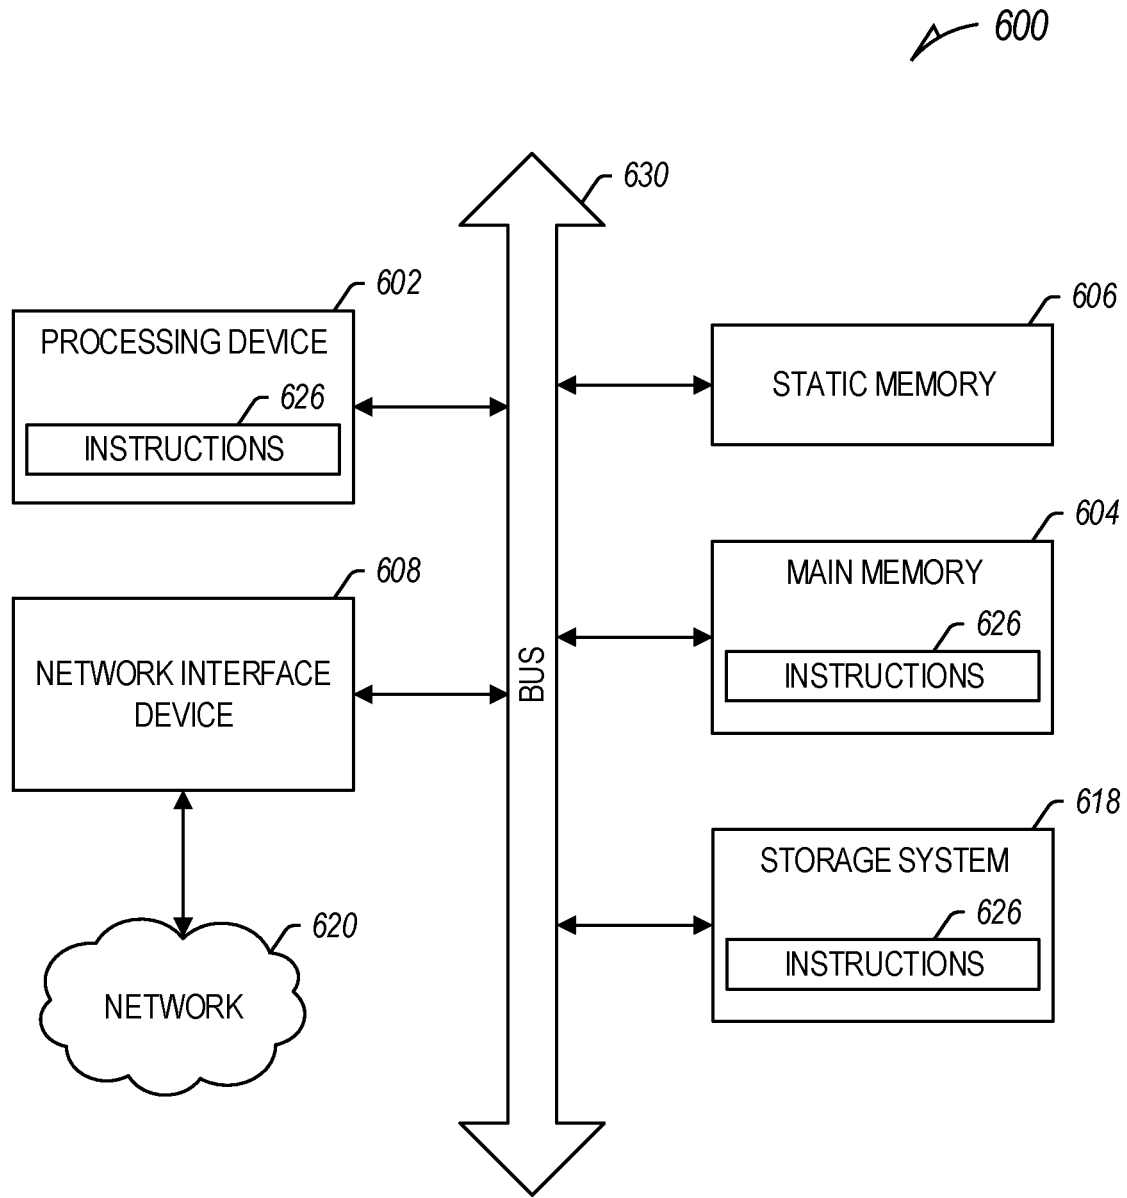 600
630
602
PROCESSING DEVICE
626
INSTRUCTIONS
606
STATIC MEMORY
604
MAIN MEMORY
626
INSTRUCTIONS
608
NETWORK INTERFACE
DEVICE
BUS
618
STORAGE SYSTEM
626
INSTRUCTIONS
620
NETWORK